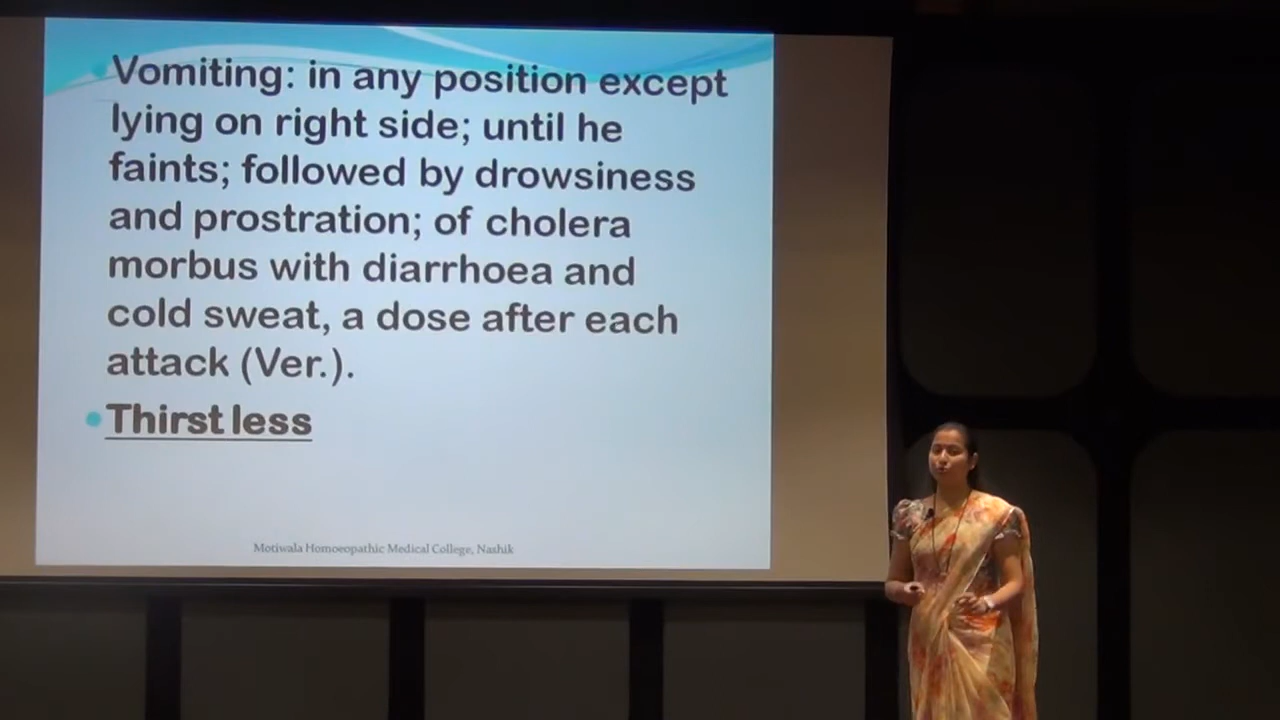 Vomiting: in any position except
lying on right side; until he
faints; followed by drowsiness
and prostration; of cholera
morbus with diarrhoea and
cold sweat, a dose after each
attack (Ver.).
Thirst less
Motiwala Homoeopathic Medical College, Nashik